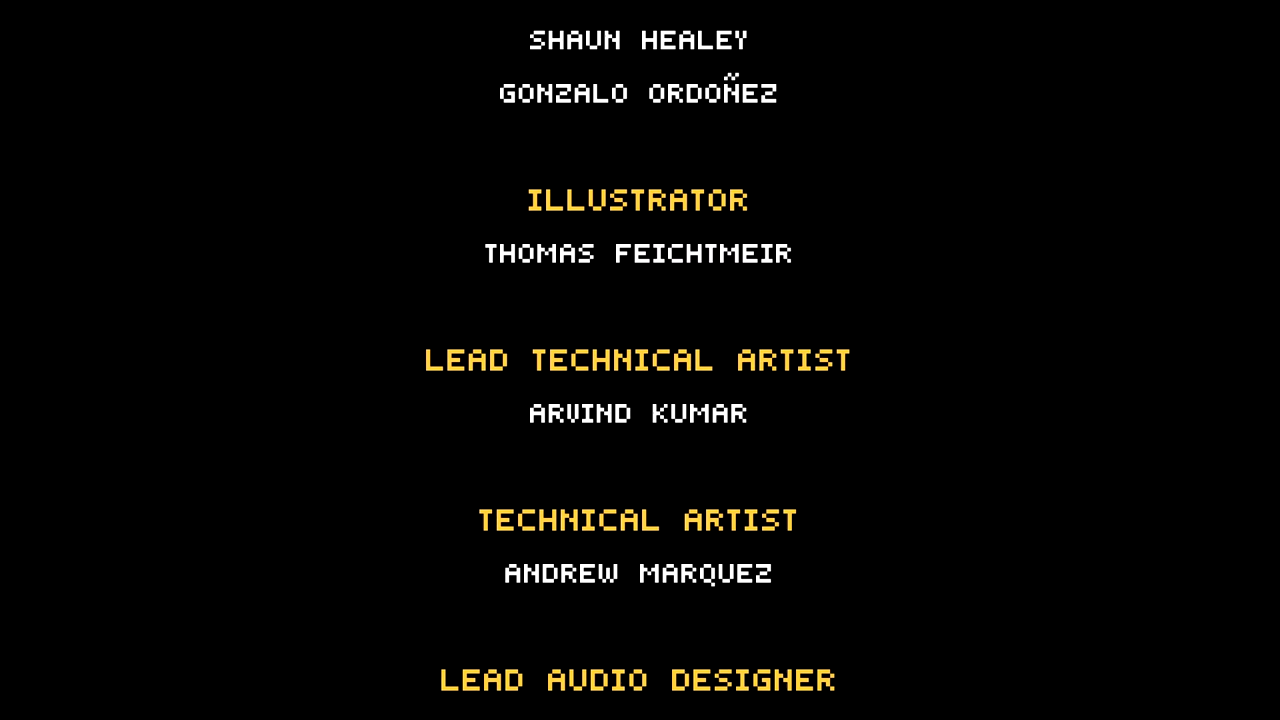 SHAUN HEALEY
GONZALO ORDOÑEZ
ILLUSTRATOR
THOMAS FEICHTMEIR
LEAD TECHNICAL ARTIST
ARVIND KUMAR
TECHNICAL ARTIST
ANDREW MARQUEZ
LEAD AUDIO DESIGNER